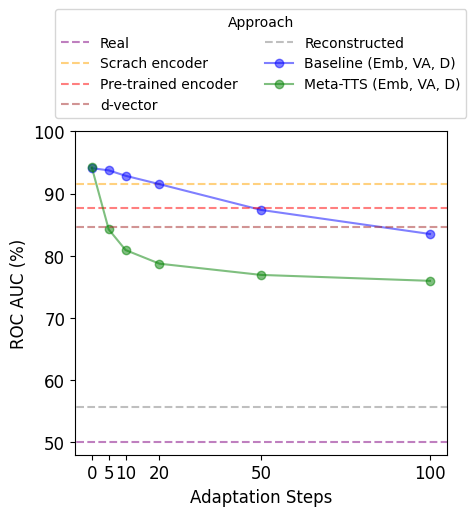 Approach
Real
Scrach encoder
Pre-trained encoder
d-vector
Reconstructed
Baseline (Emb, VA, D)
Meta-TTS (Emb, VA, D)
100
90
80
70
60
50
ROC AUC (%)
0 5 10 20 50 100
Adaptation Steps